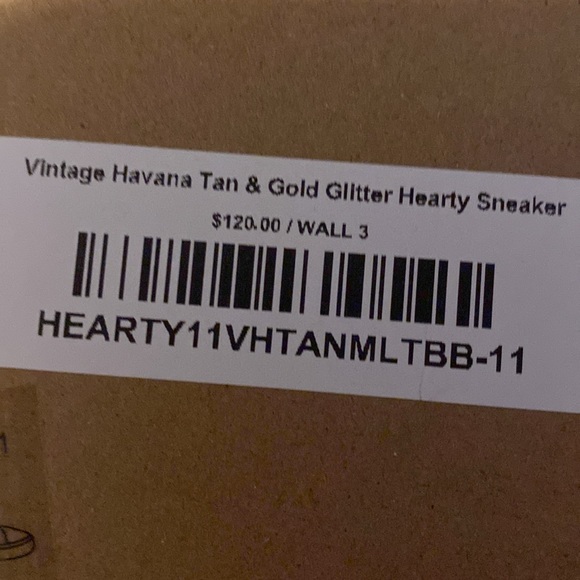 Vintage Havana Tan & Gold Glitter Hearty Sneaker
$120.00 / WALL 3
HEARTY11VHTANMLTBB-11